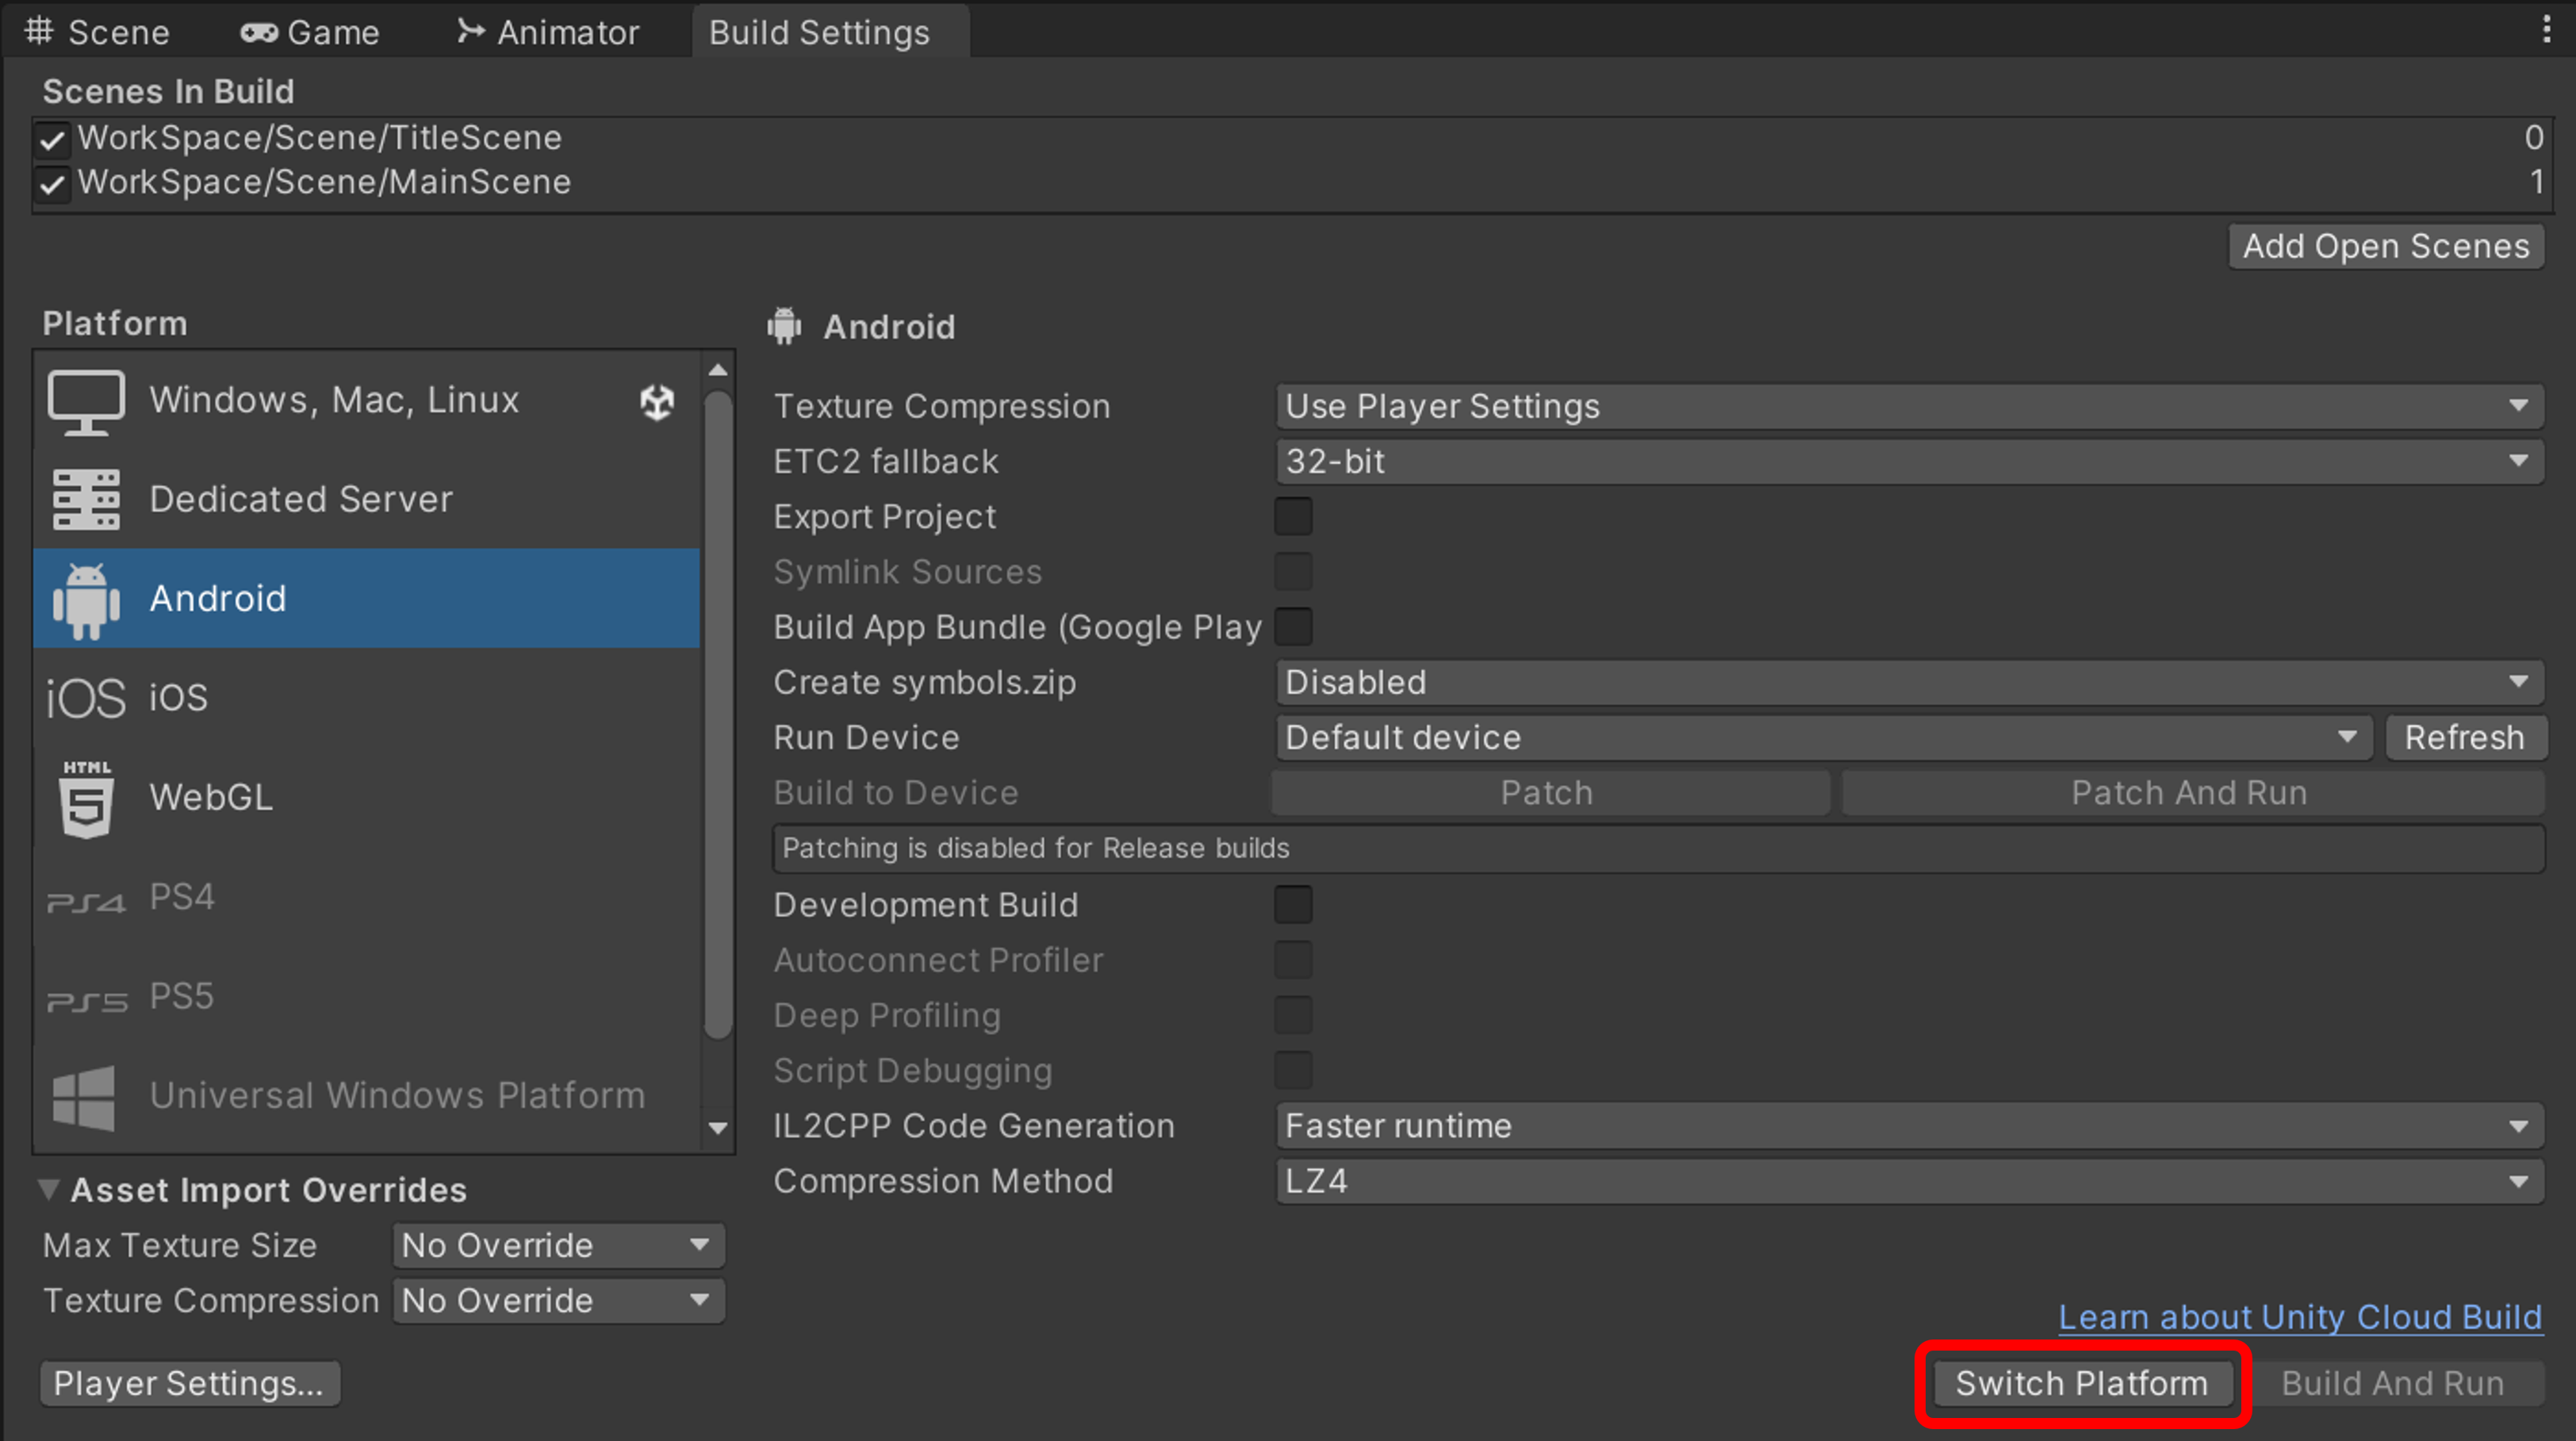 Scene Game Animator Build Settings
Scenes In Build
WorkSpace/Scene/TitleScene 0
WorkSpace/Scene/MainScene 1
Add Open Scenes
Platform
Windows, Mac, Linux
Dedicated Server
Android
iOS iOS
HTML
5 WebGL
PS4 PS4
PS5 PS5
Universal Windows Platform
Android
Texture Compression Use Player Settings
ETC2 fallback 32-bit
Export Project
Symlink Sources
Build App Bundle (Google Play
Create symbols.zip Disabled
Run Device Default device Refresh
Build to Device Patch Patch And Run
Patching is disabled for Release builds
Development Build
Autoconnect Profiler
Deep Profiling
Script Debugging
IL2CPP Code Generation Faster runtime
Compression Method LZ4
Asset Import Overrides
Max Texture Size No Override
Texture Compression No Override
Learn about Unity Cloud Build
Player Settings... Switch Platform Build And Run